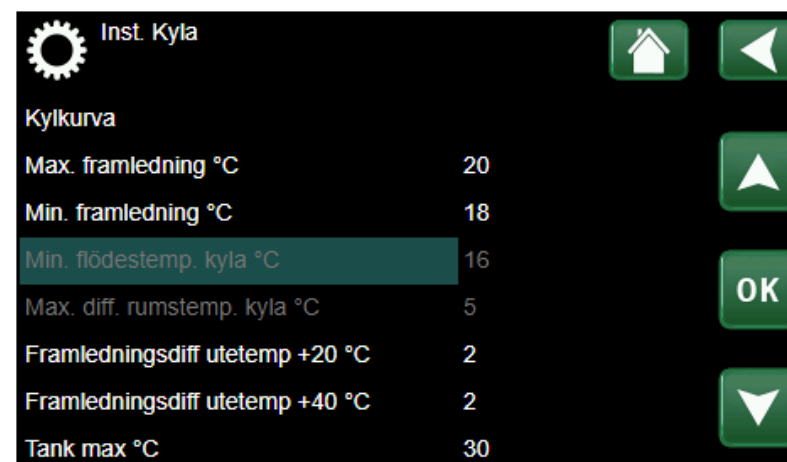 Inst. Kyla
Kylkurva
Max. framledning °C 20
Min. framledning °C 18
Min. flödestemp. kyla °C 16
Max. diff. rumstemp. kyla °C 5
OK
Framledningsdiff utetemp +20 °C 2
Framledningsdiff utetemp +40 °C 2
Tank max °C 30